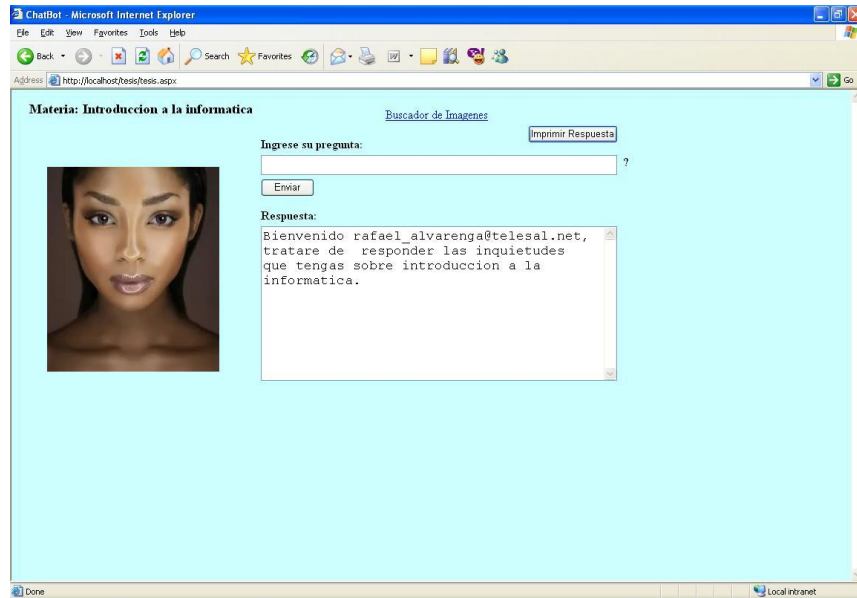 ChatBot - Microsoft Internet Explorer
File Edit View Favorites Tools Help
Back Search Favorites
Address http://localhost/tesis/tesis.aspx Go
Materia: Introduccion a la informatica
Buscador de Imagenes
Imprimir Respuesta
Ingrese su pregunta:
?
Enviar
Respuesta:
Bienvenido rafael_alvarenga@telesal.net,
tratare de responder las inquietudes
que tengas sobre introduccion a la
informatica.
Done Local intranet